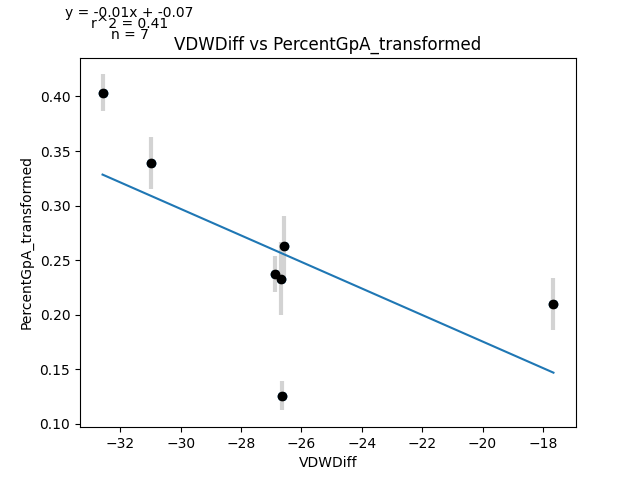 y = -0.01x + -0.07
r^2 = 0.41
n = 7
VDWDiff vs PercentGpA_transformed
0.40
0.35
0.30
0.25
0.20
0.15
0.10
PercentGpA_transformed
−32
−30
−28
−26
−24
−22
−20
−18
VDWDiff